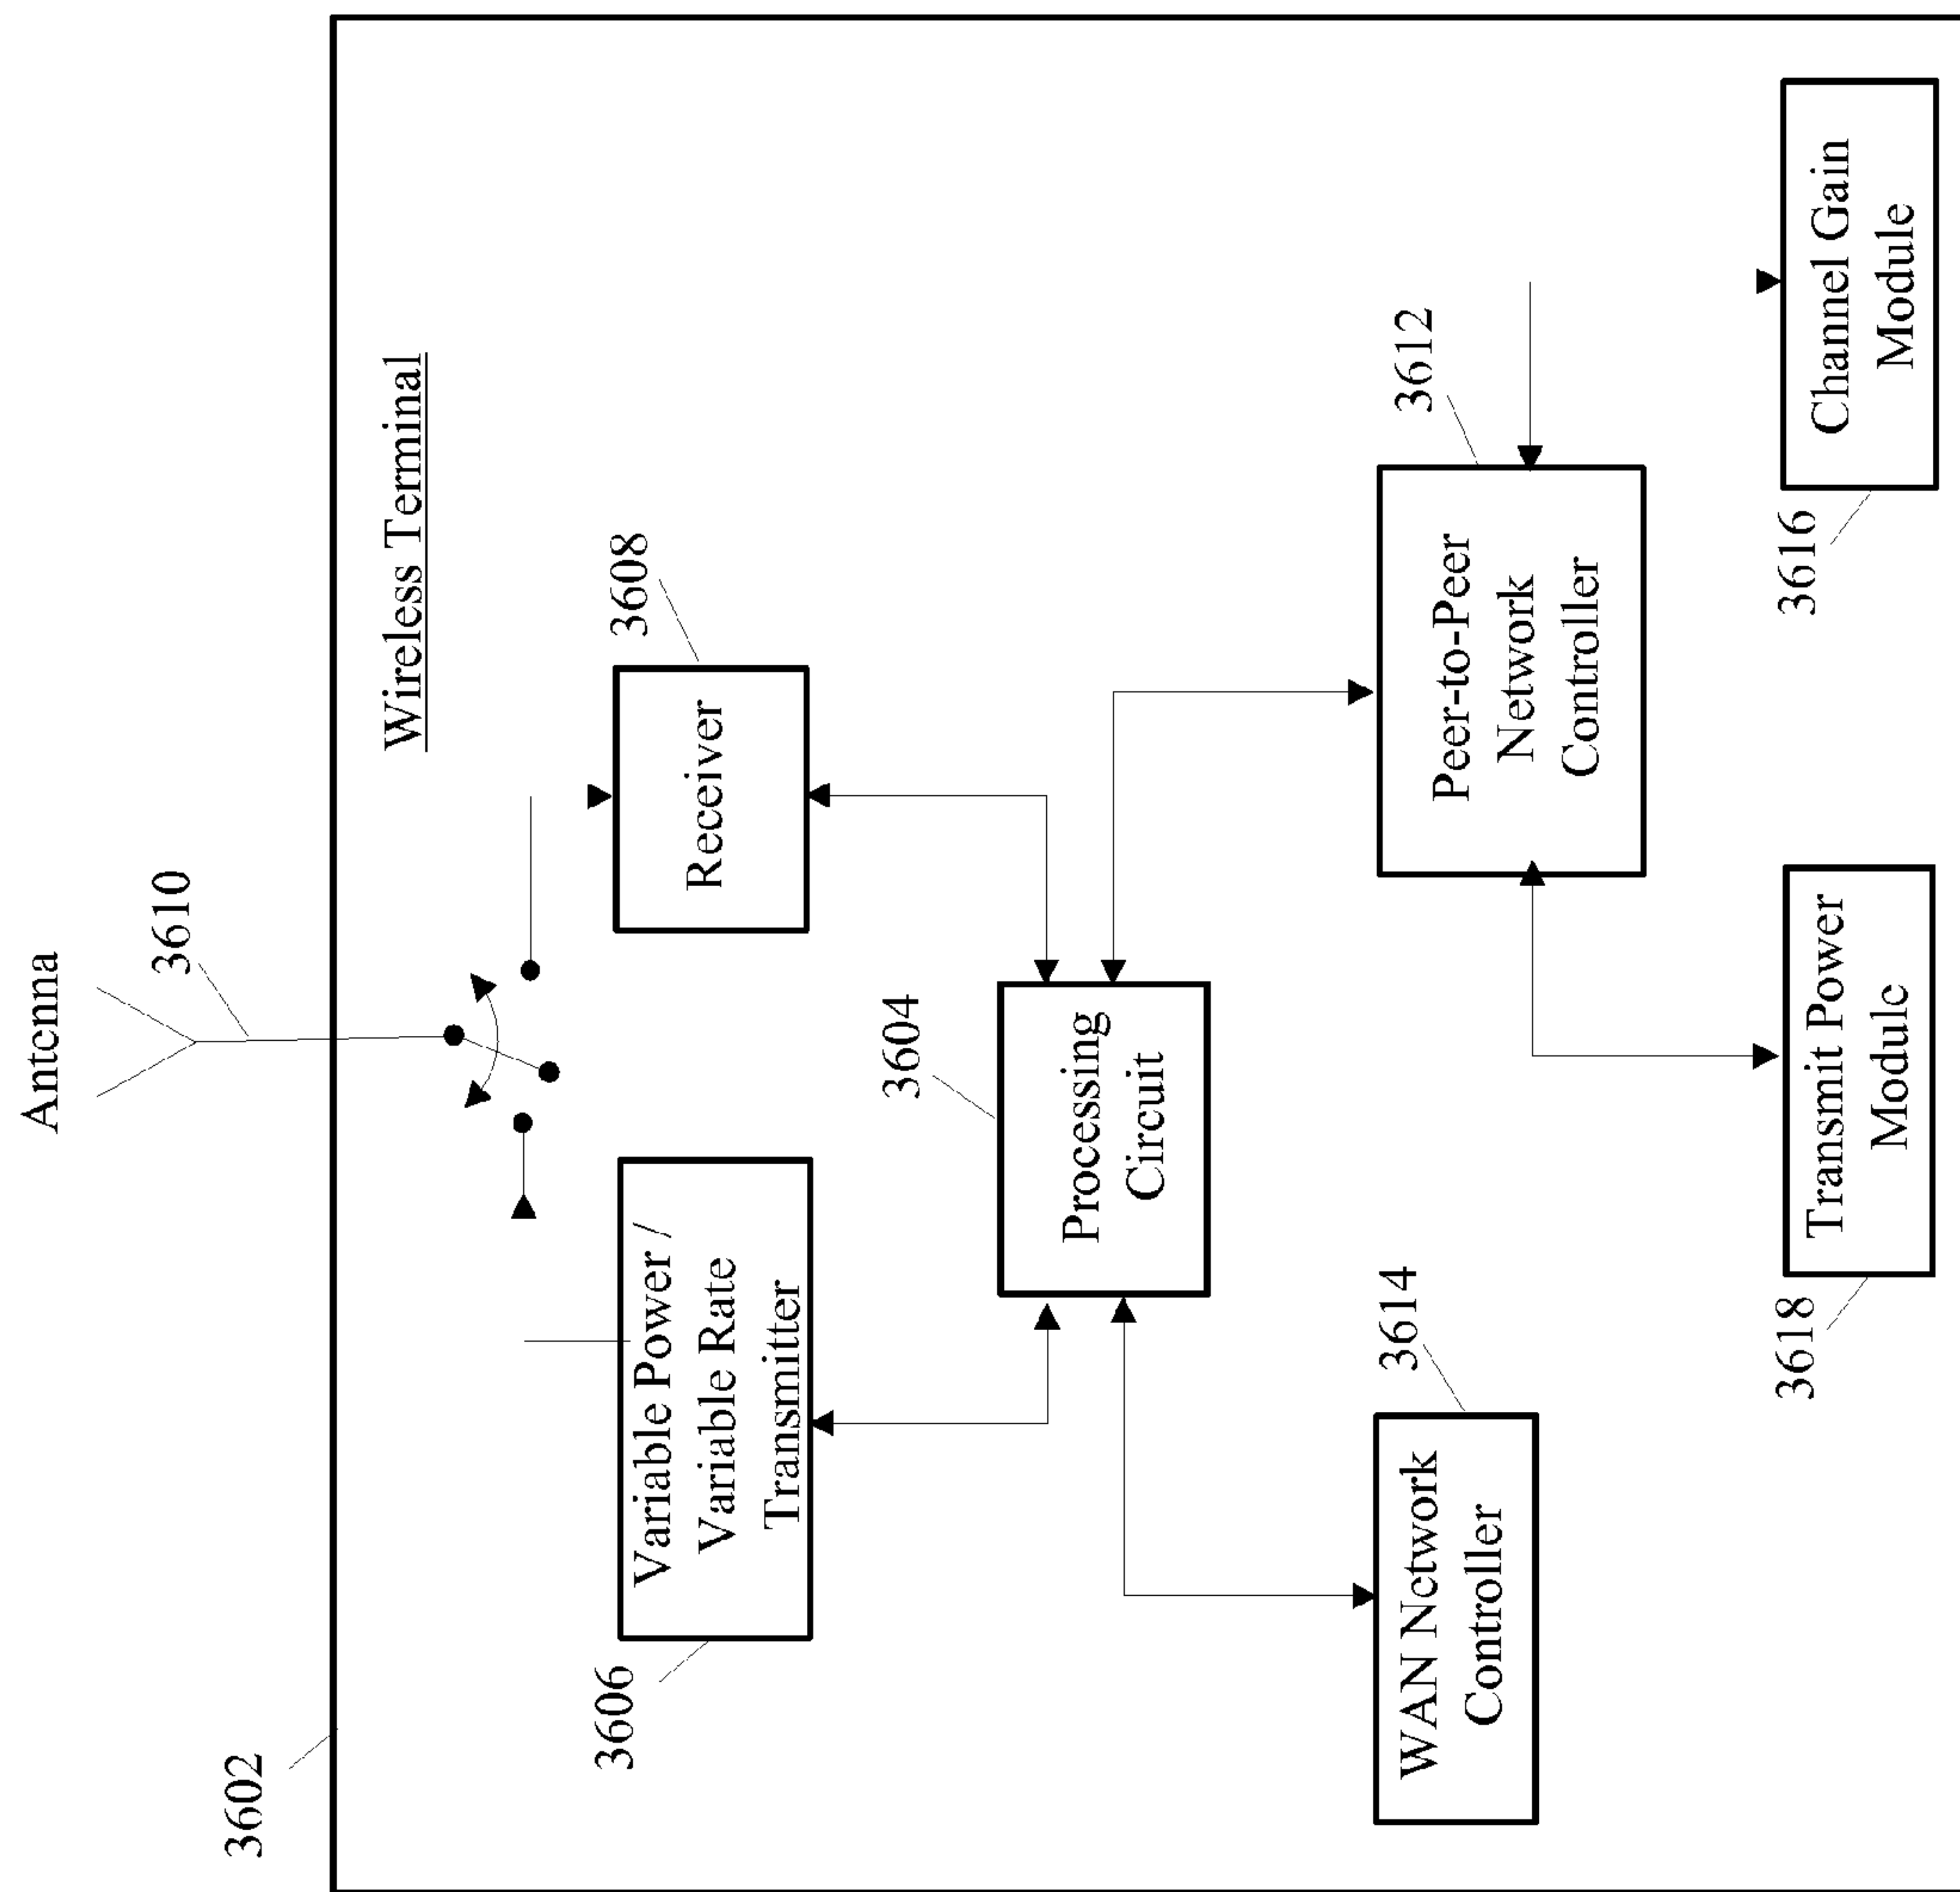 Antenna
3610
3602
Wireless Terminal
3606
Variable Power /
Variable Rate
Transmitter
3608
Receiver
3604
Processing
Circuit
3614
WAN Network
Controller
3612
Peer-to-Peer
Network
Controller
3618
Transmit Power
Module
3616
Channel Gain
Module